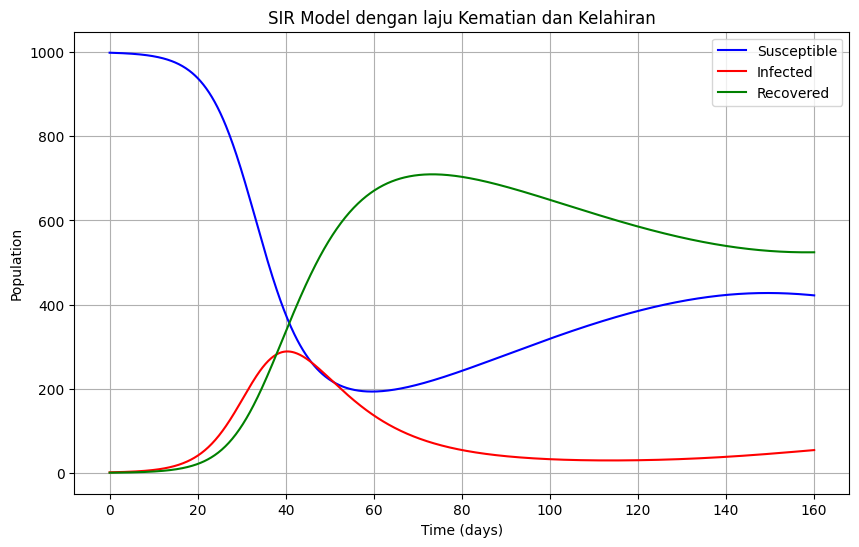 SIR Model dengan laju Kematian dan Kelahiran
Susceptible
Infected
Recovered
Population
1000
800
600
400
200
0
0 20 40 60 80 100 120 140 160
Time (days)